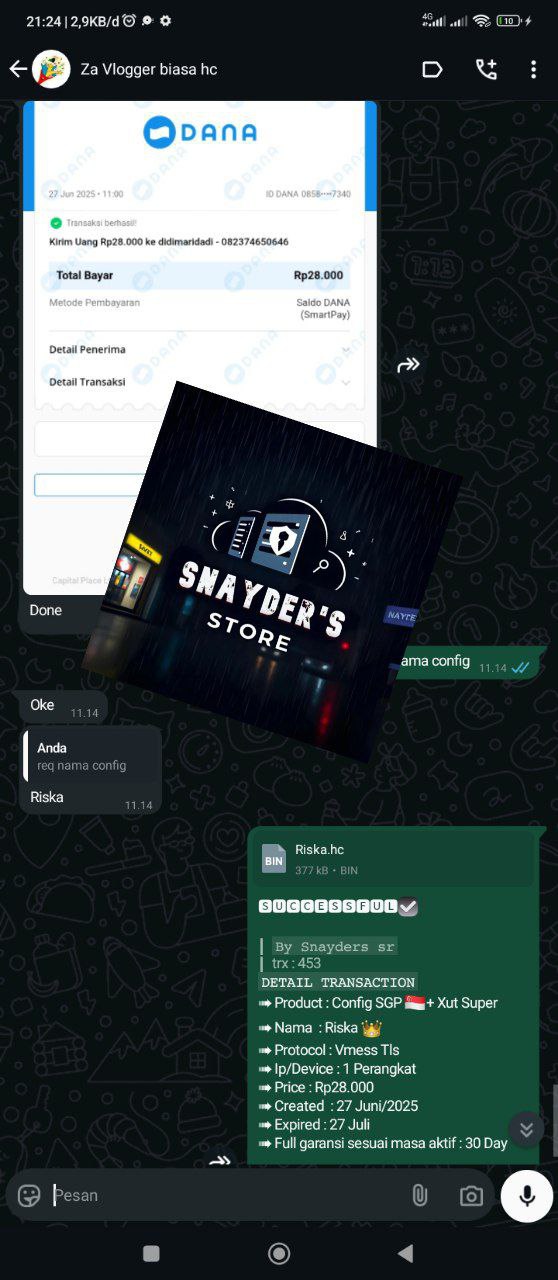 21:24 | 2,9KB/d
4G
10
Za Vlogger biasa hc
DANA
27 Jun 2025 • 11:00
ID DANA 0858····7340
Transaksi berhasil!
Kirim Uang Rp28.000 ke didimaridadi - 082374650646
Total Bayar
Rp28.000
Metode Pembayaran
Saldo DANA
(SmartPay)
Detail Penerima
Detail Transaksi
Capital Place
Done
SNAYDER'S
STORE
ama config
11.14
Oke
11.14
Anda
req nama config
Riska
11.14
BIN
Riska.hc
377 kB • BIN
SUCCESSFUL
By Snayders sr
trx : 453
DETAIL TRANSACTION
➠ Product : Config SGP 🇸🇬+ Xut Super
➠ Nama : Riska 👑
➠ Protocol : Vmess Tls
➠ Ip/Device : 1 Perangkat
➠ Price : Rp28.000
➠ Created : 27 Juni/2025
➠ Expired : 27 Juli
➠ Full garansi sesuai masa aktif : 30 Day
Pesan